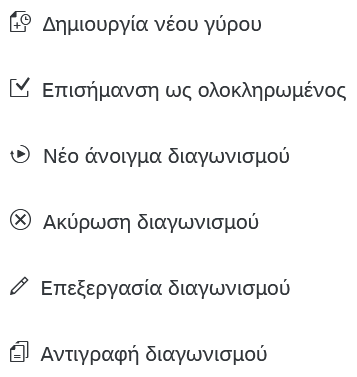 Δημιουργία νέου γύρου
Επισήμανση ως ολοκληρωμένος
Νέο άνοιγμα διαγωνισμού
Ακύρωση διαγωνισμού
Επεξεργασία διαγωνισμού
Αντιγραφή διαγωνισμού